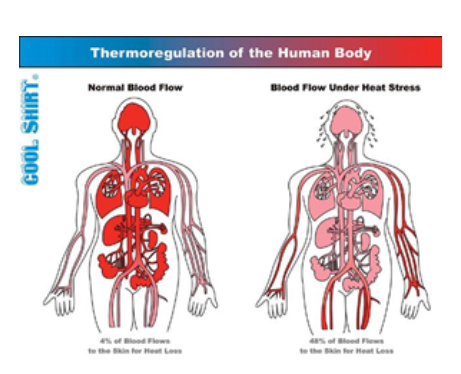 Thermoregulation of the Human Body
COOL SHIRT®
Normal Blood Flow
Blood Flow Under Heat Stress
4% of Blood Flows
to the Skin for Heat Loss
48% of Blood Flows
to the Skin for Heat Loss